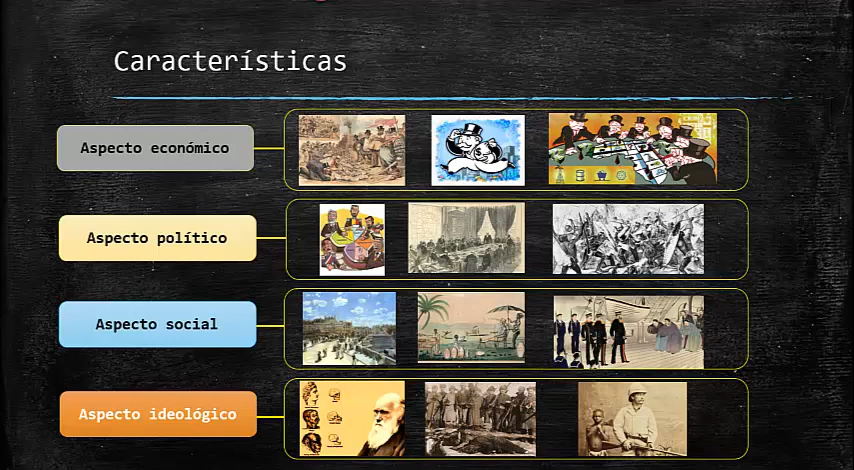 Características
Aspecto económico
Aspecto político
Aspecto social
Aspecto ideológico